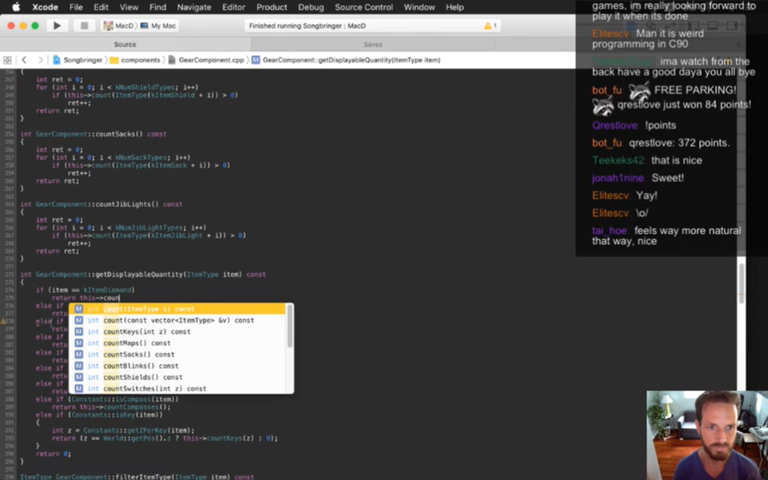 Xcode File Edit View Find Navigate Editor Product Debug Source Control Window Help
MacD My Mac
Finished running Songbringer : MacD
1
Source
Saves
Songbringer components GearComponent.cpp GearComponent::getDisplayableQuantity(ItemType item)
int ret = 0;
for (int i = 0; i < kNumShieldTypes; i++)
if (this->count(ItemType(kItemShield + i)) > 0)
ret++;
return ret;
}
int GearComponent::countSacks() const
{
int ret = 0;
for (int i = 0; i < kNumSackTypes; i++)
if (this->count(ItemType(kItemSack + i)) > 0)
ret++;
return ret;
}
int GearComponent::countJibLights() const
{
int ret = 0;
for (int i = 0; i < kNumJibLightTypes; i++)
if (this->count(ItemType(kItemJibLight + i)) > 0)
ret++;
return ret;
}
int GearComponent::getDisplayableQuantity(ItemType item) const
{
if (item == kItemDiamond)
return this->coun
else if
int count(const vector<ItemType> &v) const
else if
int countKeys(int z) const
int countMaps() const
else if
int countSacks() const
int countBlinks() const
else if
int countShields() const
int countSwitches(int z) const
else if (Constants::isCompass(item))
return this->countCompasses();
else if (Constants::isKey(item))
{
int z = Constants::getZForKey(item);
return (z == World::getPos().z ? this->countKeys(z) : 0);
}
return 0;
}
ItemType GearComponent::filterItemType(ItemType item) const
games, im really looking forward to
play it when its done
Elitescv Man it is weird
programming in C90
ima watch from the
back have a good daya you all bye
bot_fu FREE PARKING!
qrestlove just won 84 points!
Qrestlove !points
bot_fu qrestlove: 372 points.
Teekeks42 that is nice
jonah1nine Sweet!
Elitescv Yay!
Elitescv \o/
tai_hoe feels way more natural
that way, nice